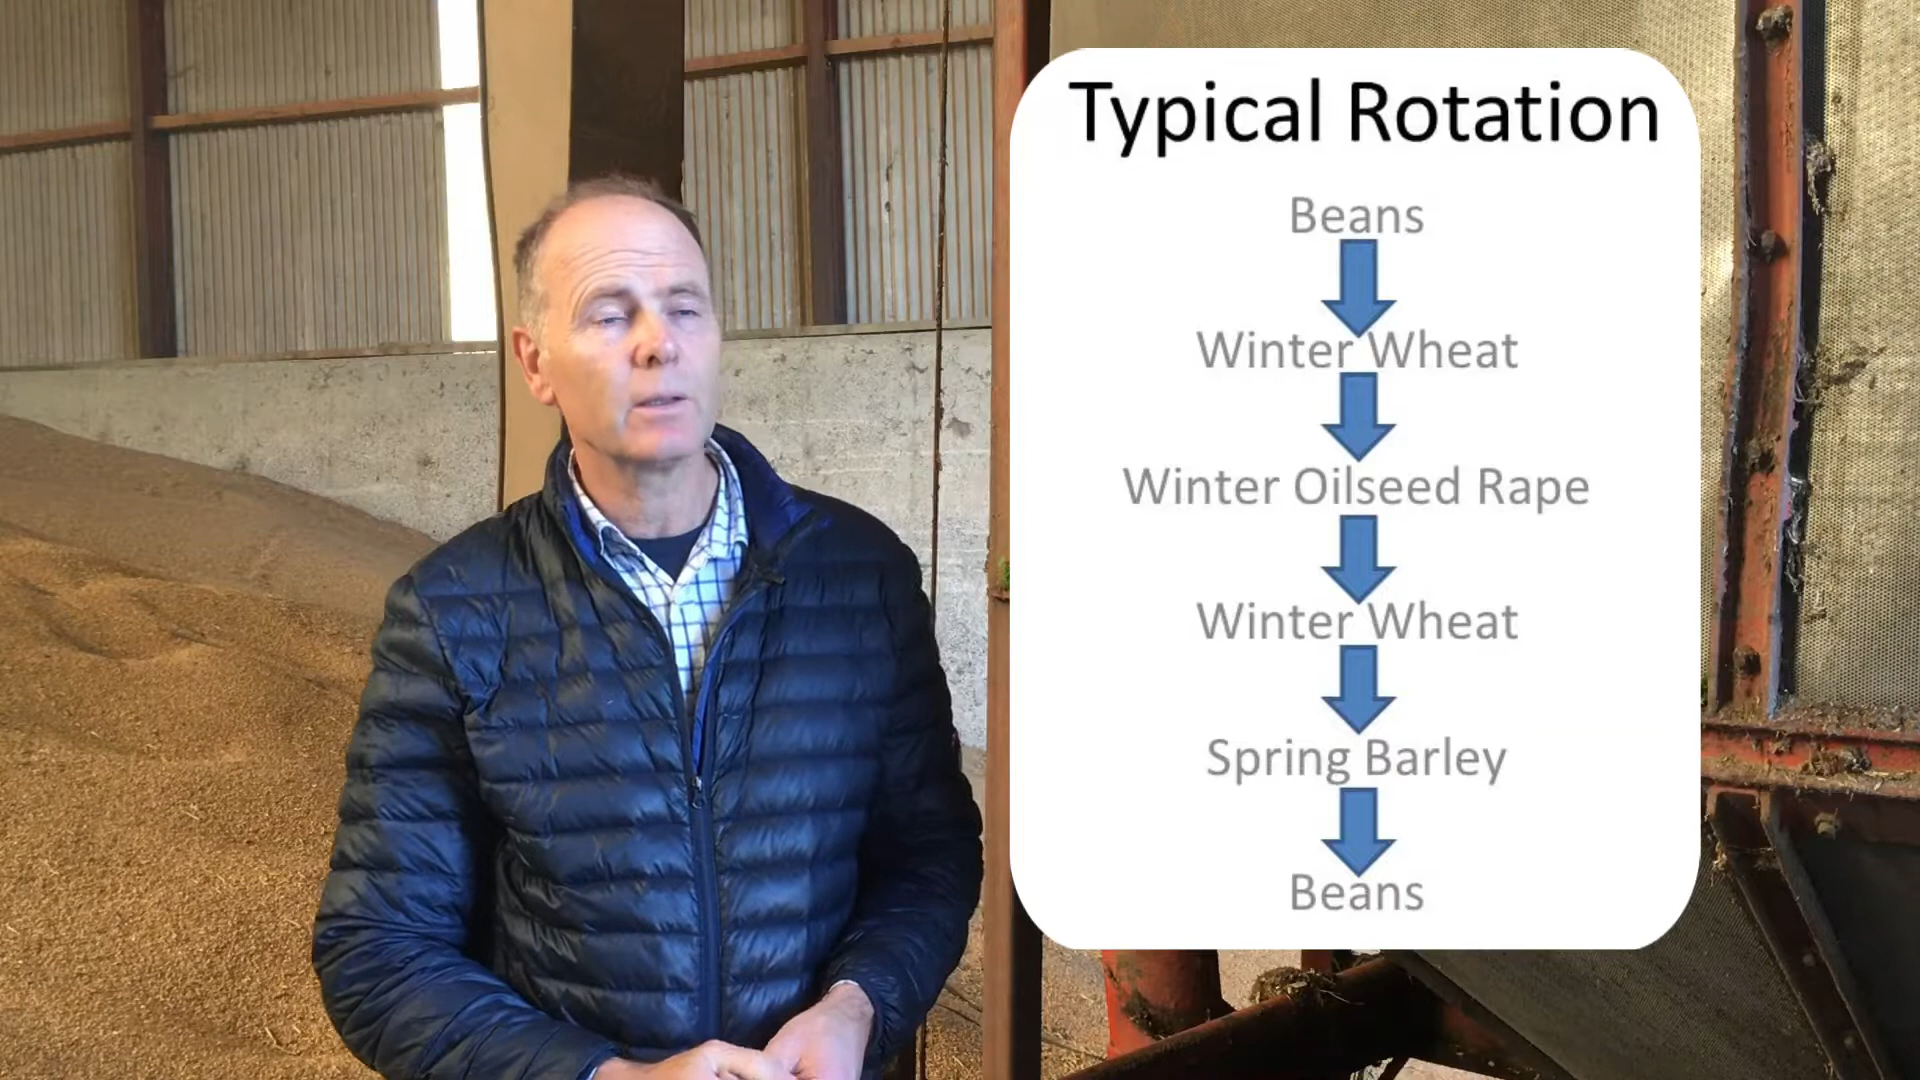 Typical Rotation
Beans
Winter Wheat
Winter Oilseed Rape
Winter Wheat
Spring Barley
Beans